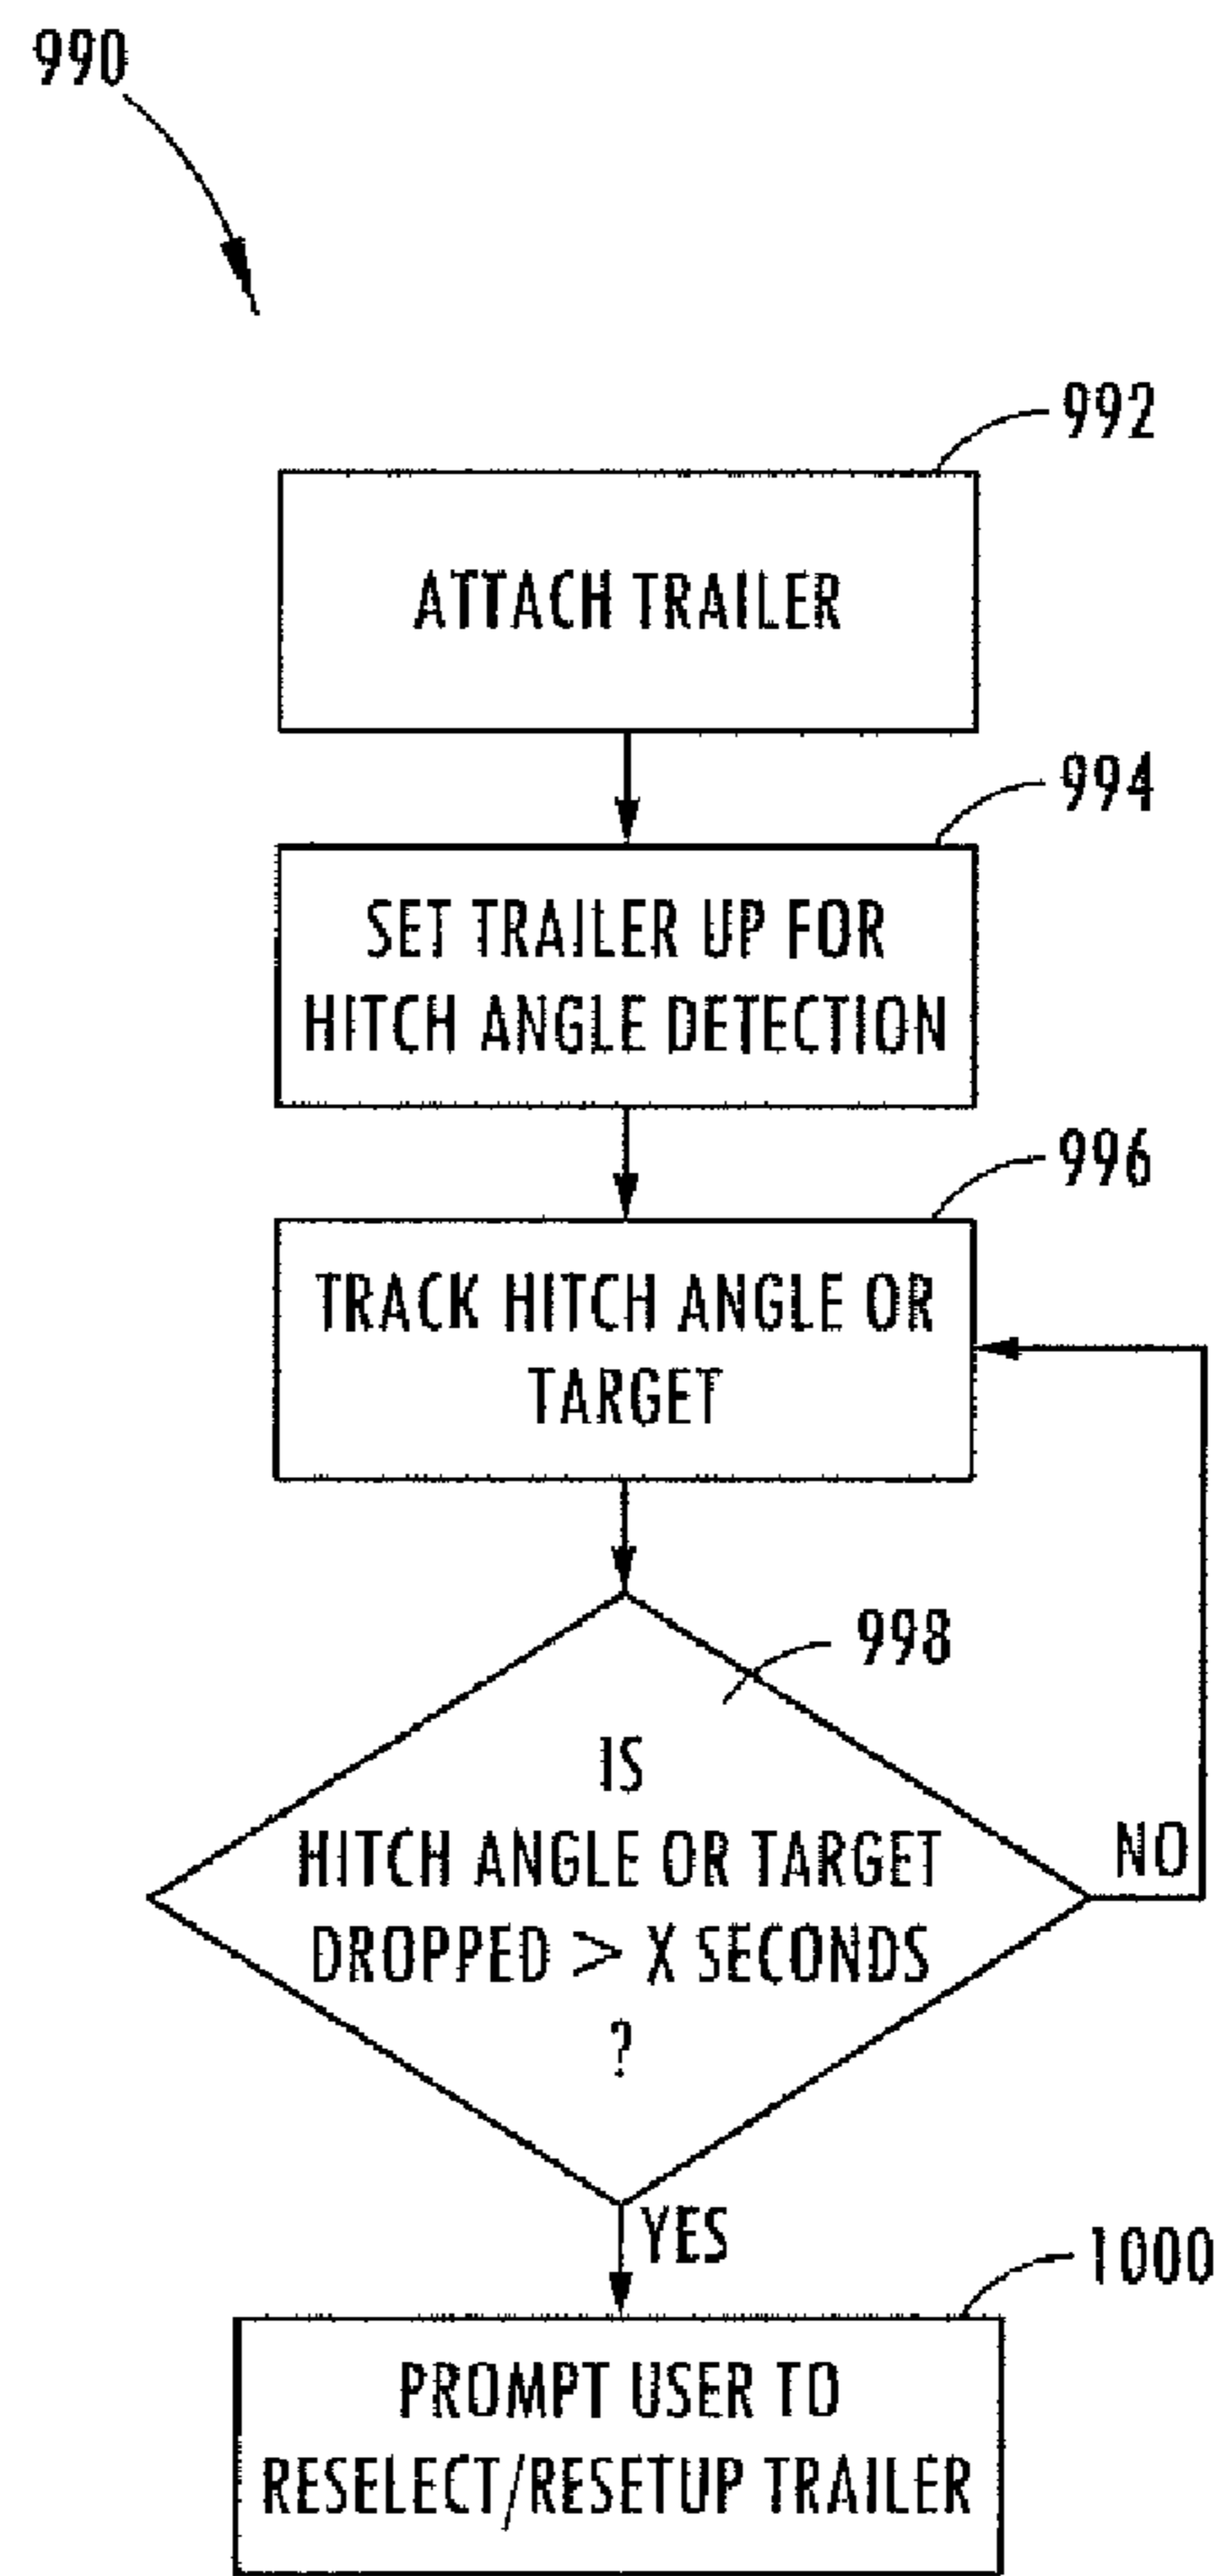 990
992
ATTACH TRAILER
994
SET TRAILER UP FOR
HITCH ANGLE DETECTION
996
TRACK HITCH ANGLE OR
TARGET
998
IS
HITCH ANGLE OR TARGET
DROPPED > X SECONDS
?
NO
YES
1000
PROMPT USER TO
RESELECT/RESETUP TRAILER